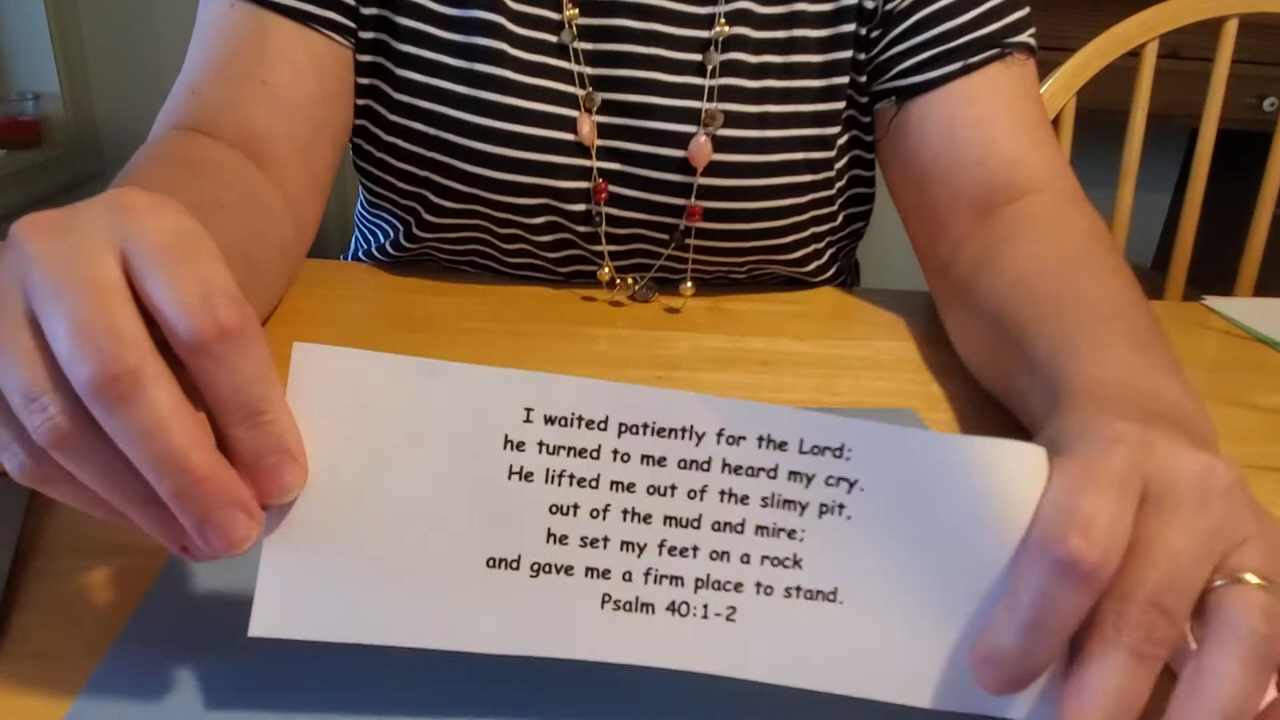 I waited patiently for the Lord;
he turned to me and heard my cry.
He lifted me out of the slimy pit,
out of the mud and mire;
he set my feet on a rock
and gave me a firm place to stand.
Psalm 40:1-2